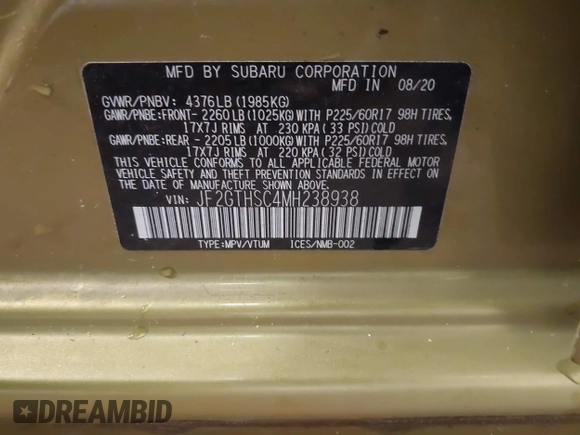 MFD BY SUBARU CORPORATION
MFD IN 08/20
GVWR/PNBV: 4376LB(1985KG)
GAWR/PNBE:FRONT- 2260LB(1025KG)WITH P225/60R17 98H TIRES,
17X7J RIMS AT 230 KPA( 33 PSI)COLD
GAWR/PNBE:REAR - 2205LB(1000KG)WITH P225/60R17 98H TIRES,
17X7J RIMS AT 220 KPA( 32 PSI)COLD
THIS VEHICLE CONFORMS TO ALL APPLICABLE FEDERAL MOTOR
VEHICLE SAFETY AND THEFT PREVENTION STANDARDS IN EFFECT
ON THE DATE OF MANUFACTURE SHOWN ABOVE.
VIN: JF2GTHSC4MH238938
TYPE:MPV/VTUM ICES/NMB-002
DREAMBID